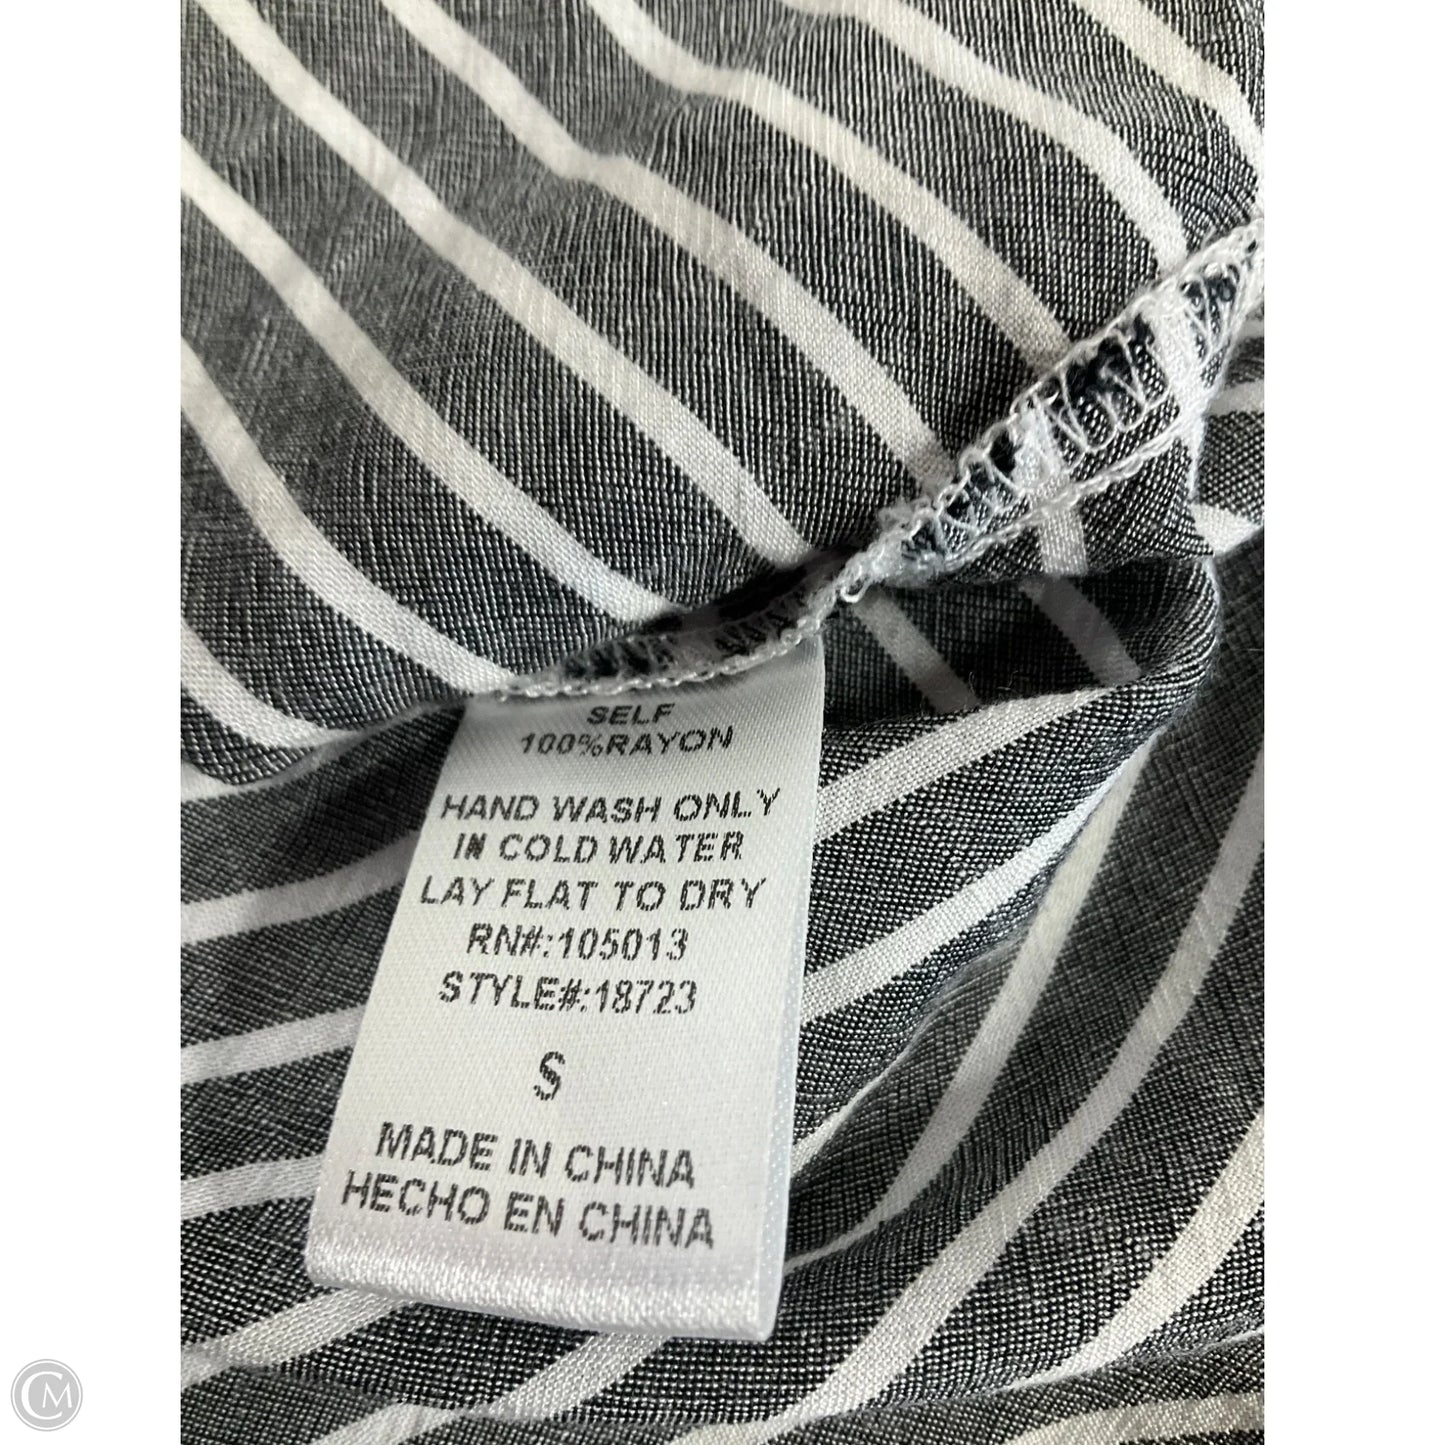 SELF
100%RAYON
HAND WASH ONLY
IN COLD WATER
LAY FLAT TO DRY
RN#:105013
STYLE#:18723
S
MADE IN CHINA
HECHO EN CHINA
CM